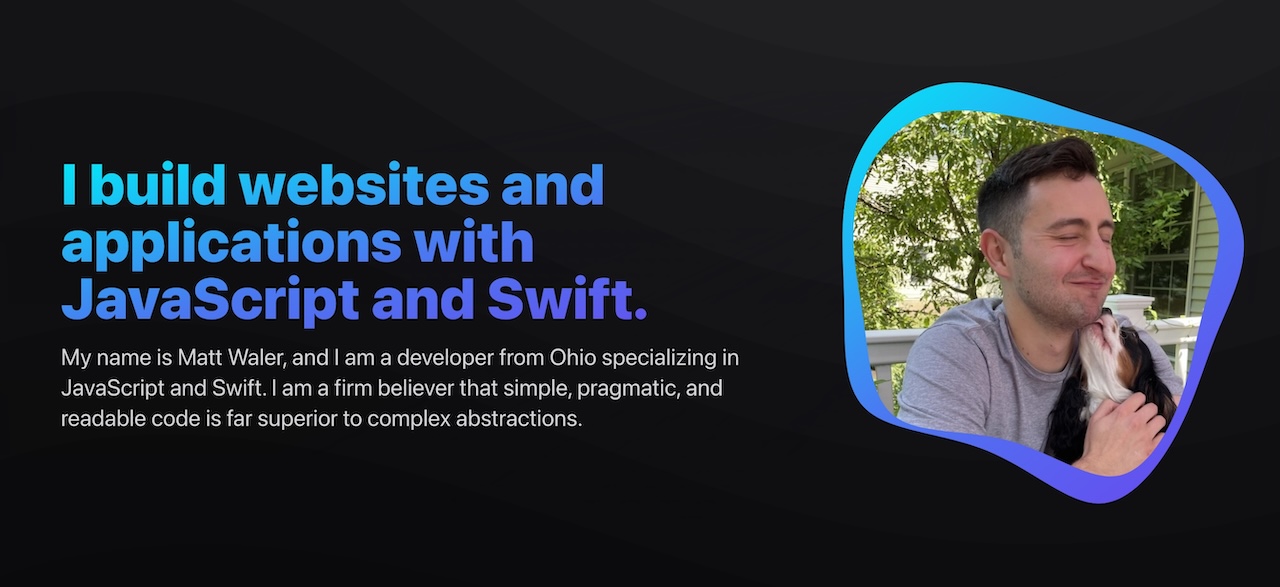 I build websites and
applications with
JavaScript and Swift.
My name is Matt Waler, and I am a developer from Ohio specializing in
JavaScript and Swift. I am a firm believer that simple, pragmatic, and
readable code is far superior to complex abstractions.